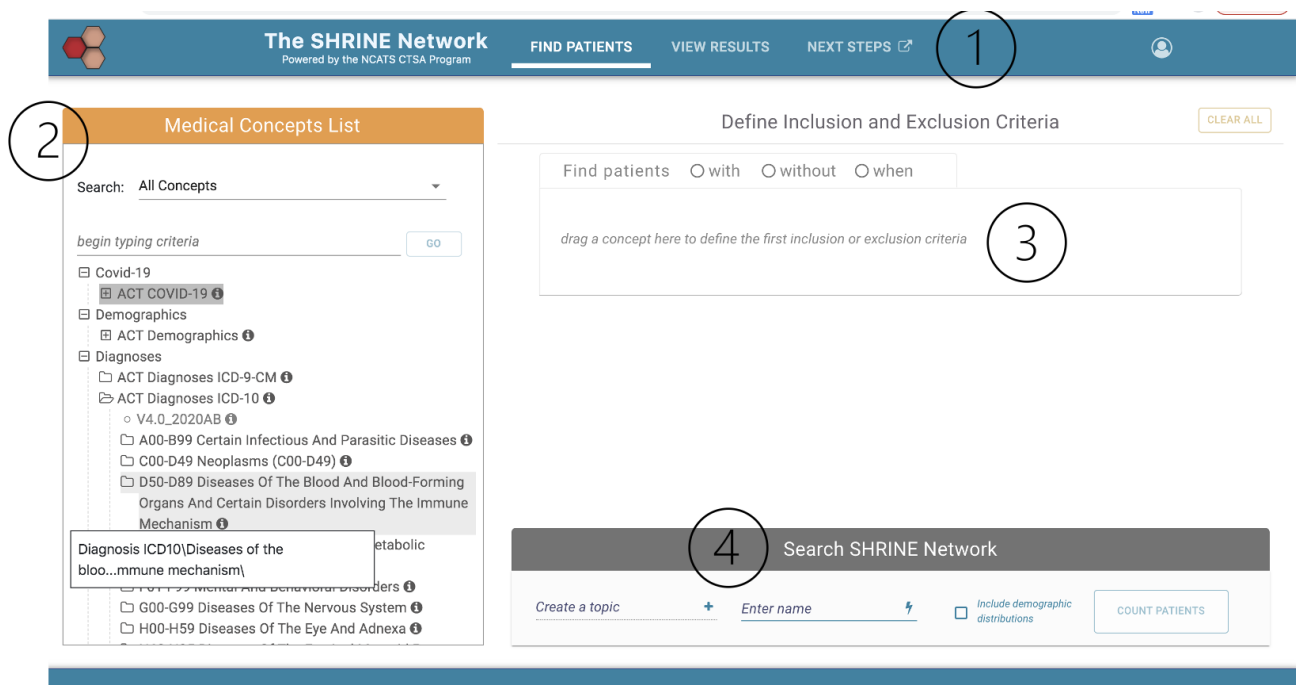 The SHRINE Network
Powered by the NCATS CTSA Program
FIND PATIENTS
VIEW RESULTS
NEXT STEPS
1
2
Medical Concepts List
Search: All Concepts
begin typing criteria
GO
Covid-19
ACT COVID-19
Demographics
ACT Demographics
Diagnoses
ACT Diagnoses ICD-9-CM
ACT Diagnoses ICD-10
V4.0_2020AB
A00-B99 Certain Infectious And Parasitic Diseases
C00-D49 Neoplasms (C00-D49)
D50-D89 Diseases Of The Blood And Blood-Forming
Organs And Certain Disorders Involving The Immune
Mechanism
Diagnosis ICD10\Diseases of the
bloo...mmune mechanism\
etabolic
F01-F99 Mental And Behavioral Disorders
G00-G99 Diseases Of The Nervous System
H00-H59 Diseases Of The Eye And Adnexa
Define Inclusion and Exclusion Criteria
CLEAR ALL
Find patients with without when
drag a concept here to define the first inclusion or exclusion criteria
3
4
Search SHRINE Network
Create a topic +
Enter name
Include demographic
distributions
COUNT PATIENTS